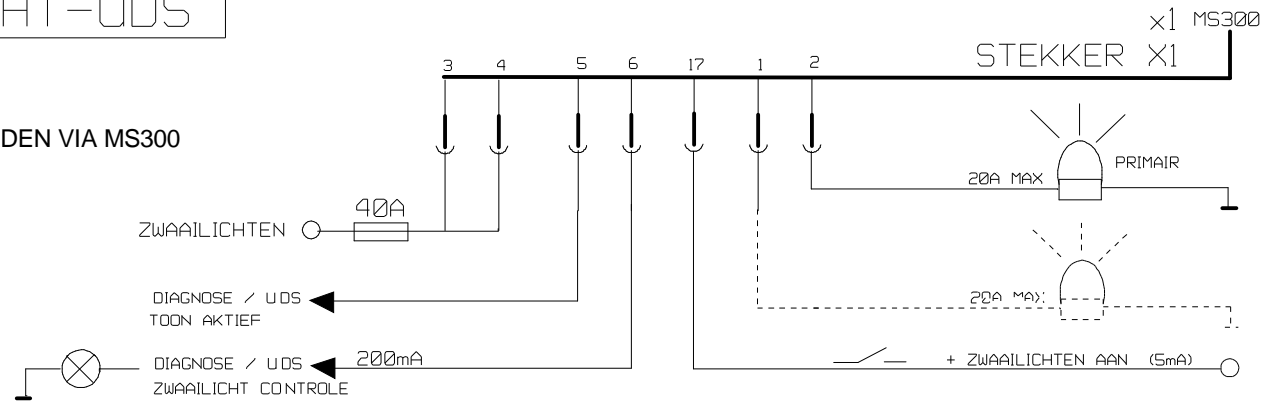 HT-UDS
x1 MS300
STEKKER X1
3 4 5 6 17 1 2
DEN VIA MS300
PRIMAIR
20A MAX
40A
ZWAAILICHTEN
DIAGNOSE / UDS
TOON AKTIEF
20A MAX
DIAGNOSE / UDS
200mA
ZWAAILICHT CONTROLE
+ ZWAAILICHTEN AAN (5mA)